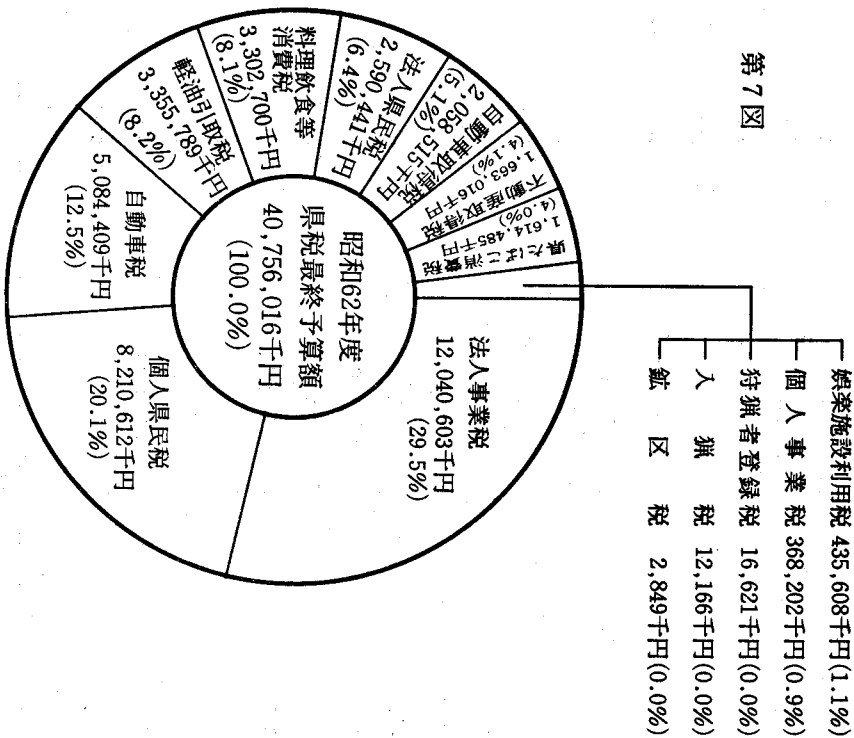 第7図
昭和62年度
県税最終予算額
40,756,016千円
(100.0%)
法人事業税
12,040,603千円
(29.5%)
個人県民税
8,210,612千円
(20.1%)
自動車税
5,084,409千円
(12.5%)
軽油引取税
3,355,789千円
(8.2%)
料理飲食等
消費税
3,302,700千円
(8.1%)
法人県民税
2,590,441千円
(6.4%)
自動車取得税
2,058,515千円
(5.1%)
不動産取得税
1,663,016千円
(4.1%)
県たばこ消費税
1,614,485千円
(4.0%)
娯楽施設利用税 435,608千円(1.1%)
個人事業税 368,202千円(0.9%)
狩猟者登録税 16,621千円(0.0%)
入猟税 12,166千円(0.0%)
鉱区税 2,849千円(0.0%)